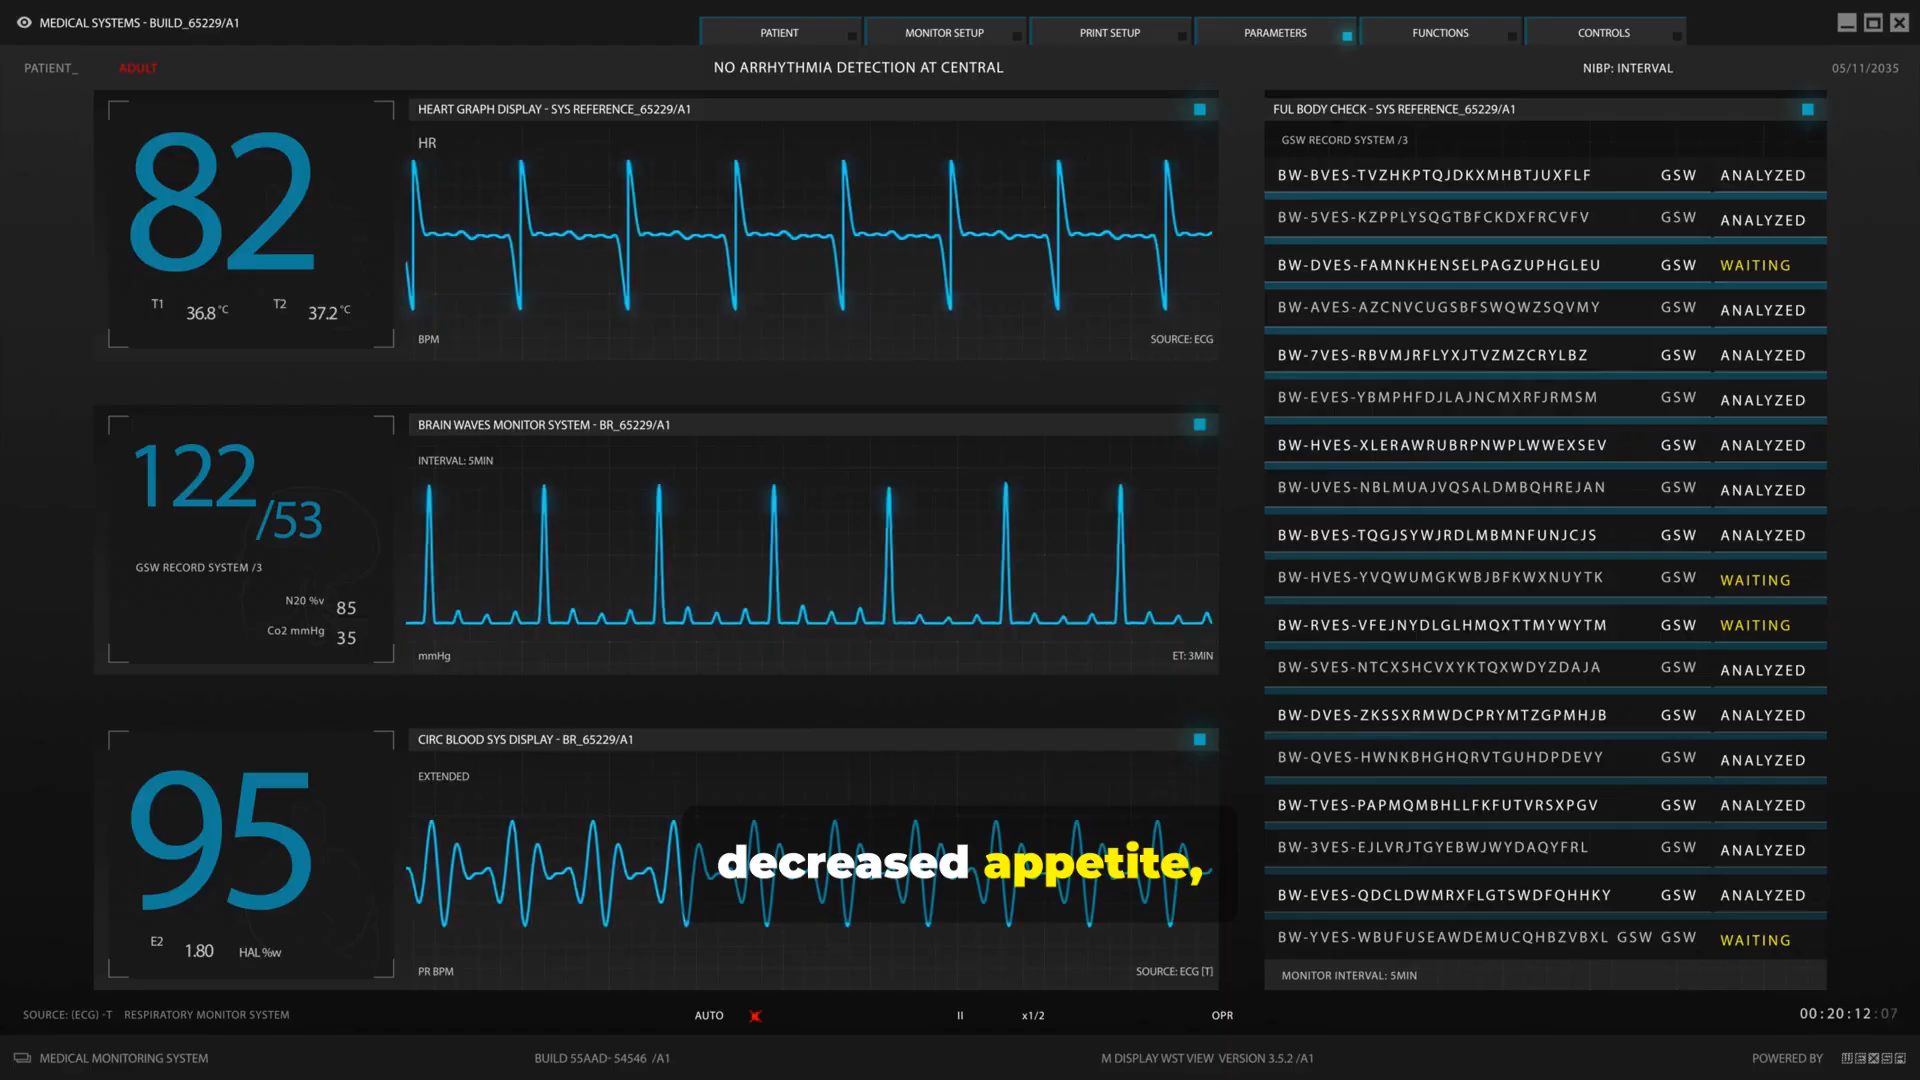 MEDICAL SYSTEMS - BUILD_65229/A1
PATIENT
MONITOR SETUP
PRINT SETUP
PARAMETERS
FUNCTIONS
CONTROLS
PATIENT_
ADULT
NO ARRHYTHMIA DETECTION AT CENTRAL
NIBP: INTERVAL
05/11/2035
82
T1 36.8 °C T2 37.2 °C
HEART GRAPH DISPLAY - SYS REFERENCE_65229/A1
HR
BPM
SOURCE: ECG
122/53
GSW RECORD SYSTEM /3
N20 %v 85
Co2 mmHg 35
BRAIN WAVES MONITOR SYSTEM - BR_65229/A1
INTERVAL: 5MIN
mmHg
ET: 3MIN
95
E2 1.80 HAL %w
CIRC BLOOD SYS DISPLAY - BR_65229/A1
EXTENDED
decreased appetite,
PR BPM
SOURCE: ECG [T]
FUL BODY CHECK - SYS REFERENCE_65229/A1
GSW RECORD SYSTEM /3
BW-BVES-TVZHKPTQJDKXMHBTJUXFLF GSW ANALYZED
BW-5VES-KZPPLYSQGTBFCKDXFRCVFV GSW ANALYZED
BW-DVES-FAMNKHENSELPAGZUPHGLEU GSW WAITING
BW-AVES-AZCNVCUGSBFSWQWZSQVMY GSW ANALYZED
BW-7VES-RBVMJRFLYXJTVZMZCRYLBZ GSW ANALYZED
BW-EVES-YBMPHFDJLAJNCMXRFJRMSM GSW ANALYZED
BW-HVES-XLERAWRUBRPNWPLWWEXSEV GSW ANALYZED
BW-UVES-NBLMUAJVQSALDMBQHREJAN GSW ANALYZED
BW-BVES-TQGJSYWJRDLMBMNFUNJCJS GSW ANALYZED
BW-HVES-YVQWUMGKWBJBFKWXNUYTK GSW WAITING
BW-RVES-VFEJNYDLGLHMQXTTMYWYTM GSW WAITING
BW-SVES-NTCXSHCVXYKTQXWDYZDAJA GSW ANALYZED
BW-DVES-ZKSSXRMWDCPRYMTZGPMHJB GSW ANALYZED
BW-QVES-HWNKBHGHQRVTGUHDPDEVY GSW ANALYZED
BW-TVES-PAPMQMBHLLFKFUTVRSXPGV GSW ANALYZED
BW-3VES-EJLVRJTGYEBWJWYDAQYFRL GSW ANALYZED
BW-EVES-QDCLDWMRXFLGTSWDFQHHKY GSW ANALYZED
BW-YVES-WBUFUSEAWDEMUCQHBZVBXL GSW GSW WAITING
MONITOR INTERVAL: 5MIN
SOURCE: (ECG) -T RESPIRATORY MONITOR SYSTEM
AUTO
II
x1/2
OPR
00:20:12:07
MEDICAL MONITORING SYSTEM
BUILD 55AAD- 54546 /A1
M DISPLAY WST VIEW VERSION 3.5.2 /A1
POWERED BY